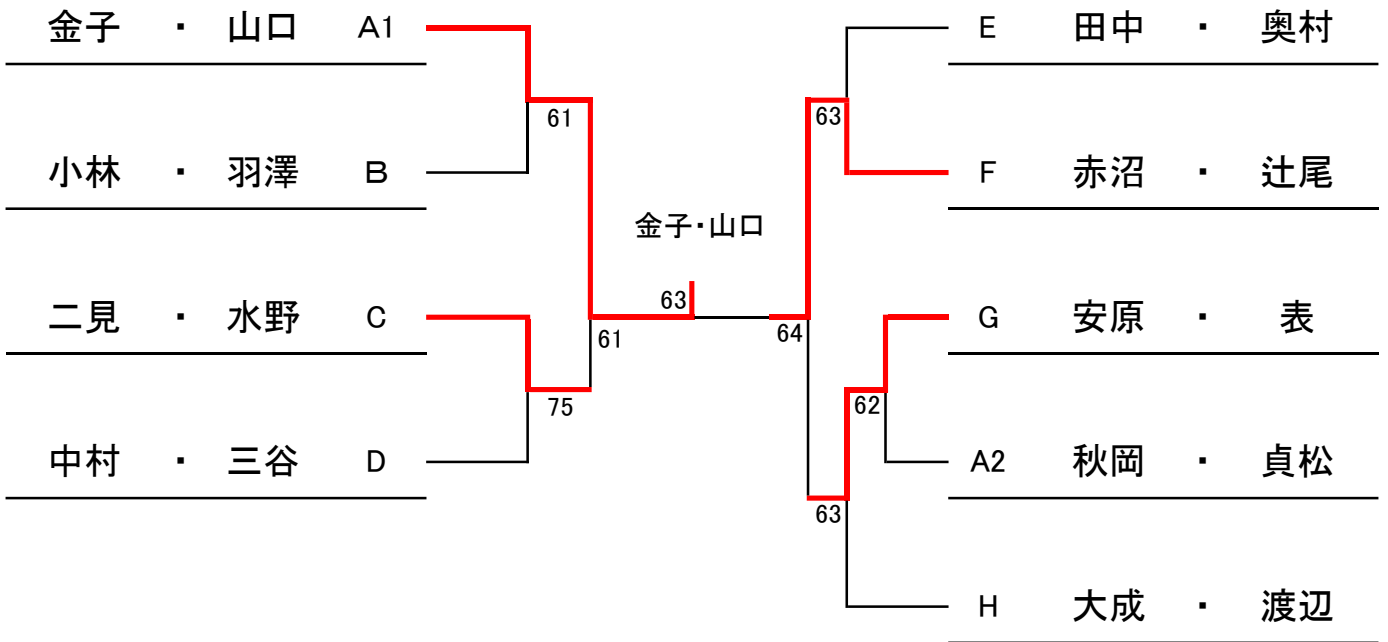 金子 ・ 山口 A1
61
小林 ・ 羽澤 B
二見 ・ 水野 C
61
75
中村 ・ 三谷 D
金子・山口
63
E 田中 ・ 奥村
63
F 赤沼 ・ 辻尾
64
G 安原 ・ 表
62
A2 秋岡 ・ 貞松
63
H 大成 ・ 渡辺